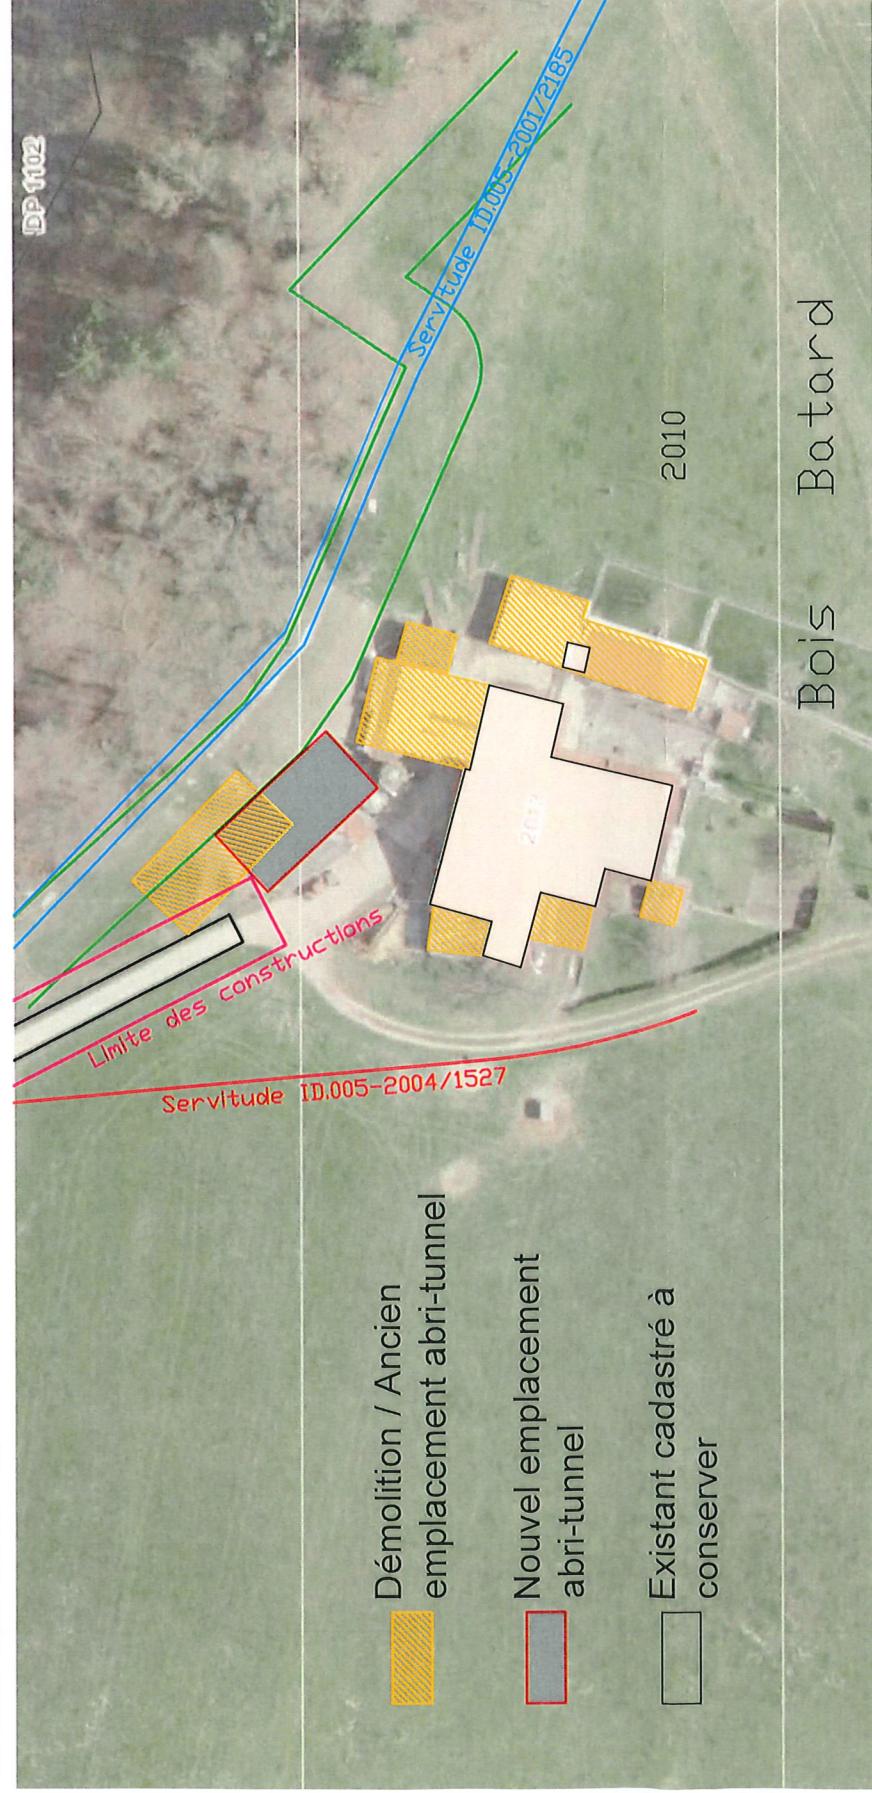 DP 1102
Servitude ID.005-2001/2185
2010
Bois Batard
Limite des constructions
Servitude ID.005-2004/1527
Démolition / Ancien
emplacement abri-tunnel
Nouvel emplacement
abri-tunnel
Existant cadastré à
conserver